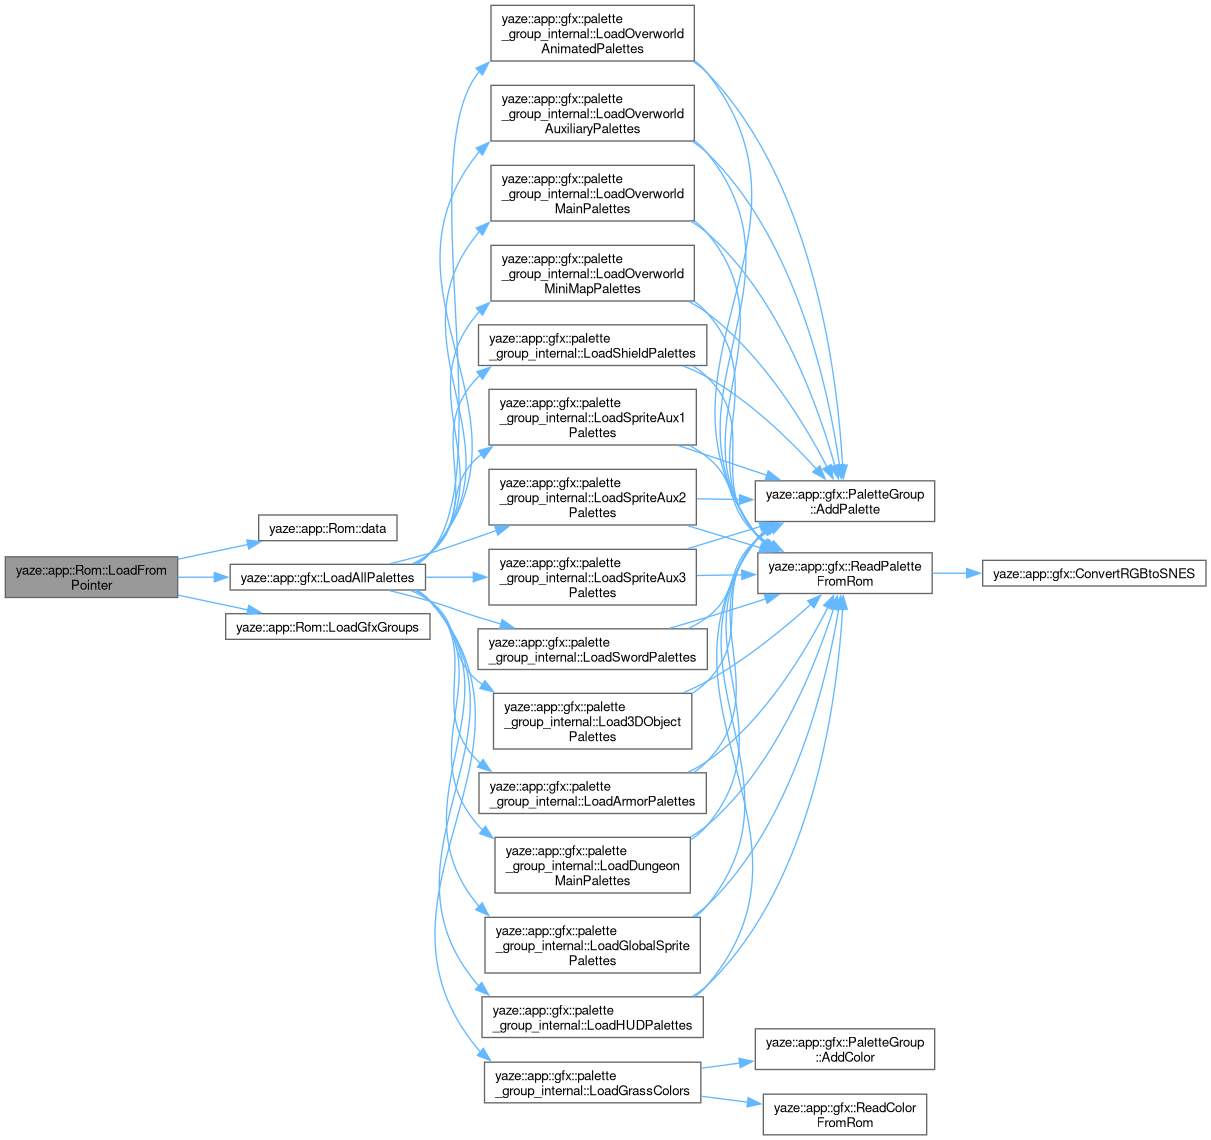 yaze::app::Rom::LoadFrom
Pointer
yaze::app::Rom::data
yaze::app::gfx::LoadAllPalettes
yaze::app::Rom::LoadGfxGroups
yaze::app::gfx::palette
_group_internal::LoadOverworld
AnimatedPalettes
yaze::app::gfx::palette
_group_internal::LoadOverworld
AuxiliaryPalettes
yaze::app::gfx::palette
_group_internal::LoadOverworld
MainPalettes
yaze::app::gfx::palette
_group_internal::LoadOverworld
MiniMapPalettes
yaze::app::gfx::palette
_group_internal::LoadShieldPalettes
yaze::app::gfx::palette
_group_internal::LoadSpriteAux1
Palettes
yaze::app::gfx::palette
_group_internal::LoadSpriteAux2
Palettes
yaze::app::gfx::palette
_group_internal::LoadSpriteAux3
Palettes
yaze::app::gfx::palette
_group_internal::LoadSwordPalettes
yaze::app::gfx::palette
_group_internal::Load3DObject
Palettes
yaze::app::gfx::palette
_group_internal::LoadArmorPalettes
yaze::app::gfx::palette
_group_internal::LoadDungeon
MainPalettes
yaze::app::gfx::palette
_group_internal::LoadGlobalSprite
Palettes
yaze::app::gfx::palette
_group_internal::LoadHUDPalettes
yaze::app::gfx::palette
_group_internal::LoadGrassColors
yaze::app::gfx::PaletteGroup
::AddPalette
yaze::app::gfx::ReadPalette
FromRom
yaze::app::gfx::PaletteGroup
::AddColor
yaze::app::gfx::ReadColor
FromRom
yaze::app::gfx::ConvertRGBtoSNES